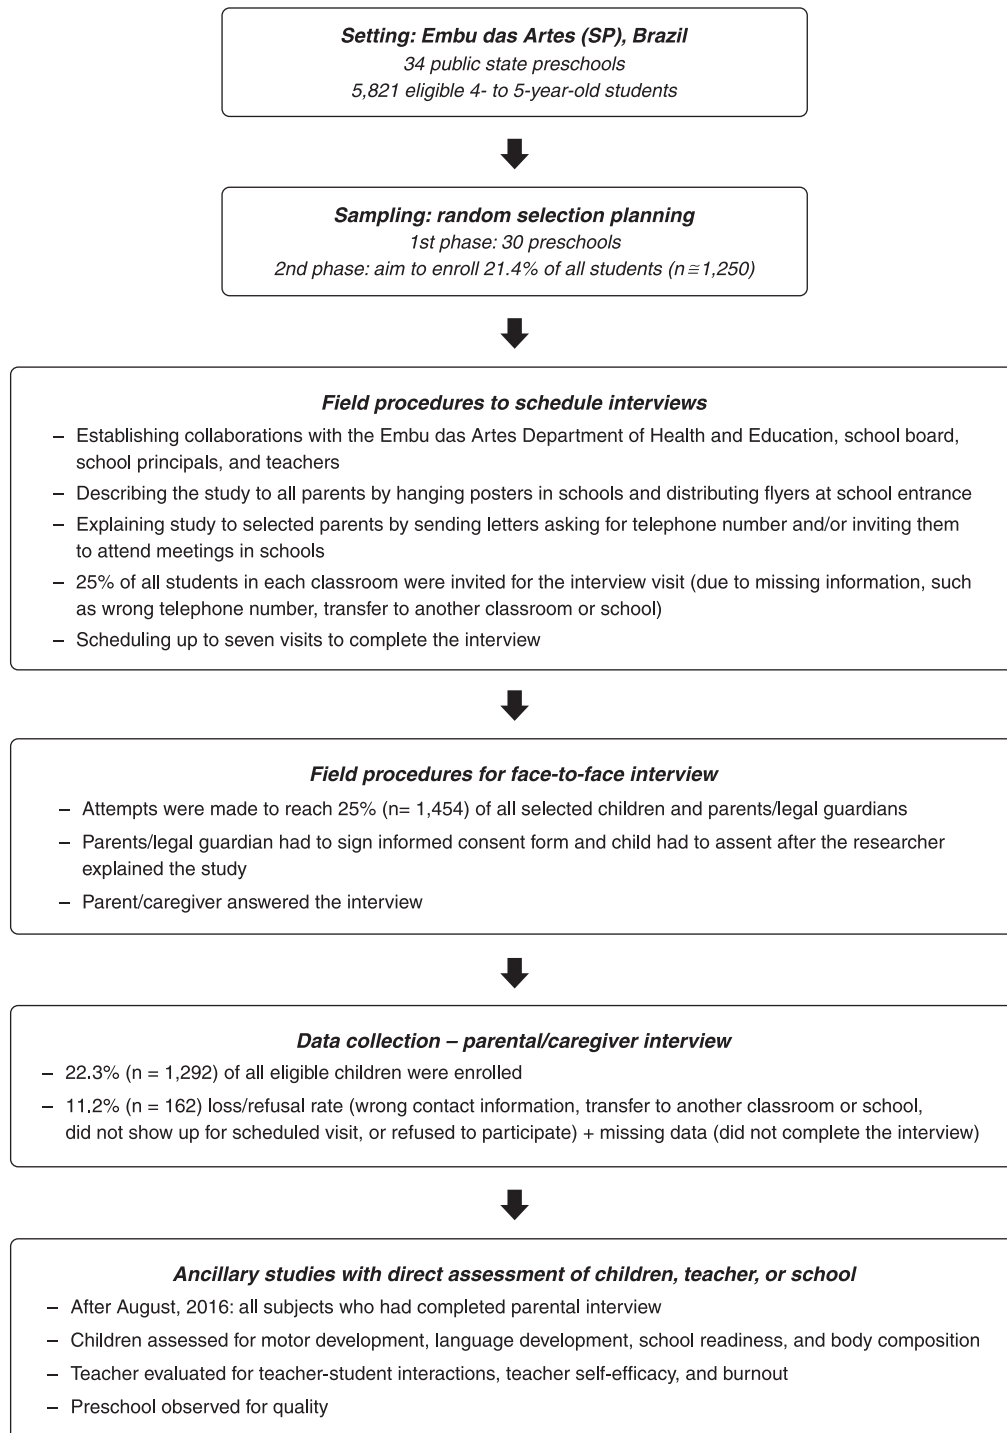 Setting: Embu das Artes (SP), Brazil
34 public state preschools
5,821 eligible 4- to 5-year-old students
Sampling: random selection planning
1st phase: 30 preschools
2nd phase: aim to enroll 21.4% of all students (n ≅ 1,250)
Field procedures to schedule interviews
– Establishing collaborations with the Embu das Artes Department of Health and Education, school board,
school principals, and teachers
– Describing the study to all parents by hanging posters in schools and distributing flyers at school entrance
– Explaining study to selected parents by sending letters asking for telephone number and/or inviting them
to attend meetings in schools
– 25% of all students in each classroom were invited for the interview visit (due to missing information, such
as wrong telephone number, transfer to another classroom or school)
– Scheduling up to seven visits to complete the interview
Field procedures for face-to-face interview
– Attempts were made to reach 25% (n= 1,454) of all selected children and parents/legal guardians
– Parents/legal guardian had to sign informed consent form and child had to assent after the researcher
explained the study
– Parent/caregiver answered the interview
Data collection – parental/caregiver interview
– 22.3% (n = 1,292) of all eligible children were enrolled
– 11.2% (n = 162) loss/refusal rate (wrong contact information, transfer to another classroom or school,
did not show up for scheduled visit, or refused to participate) + missing data (did not complete the interview)
Ancillary studies with direct assessment of children, teacher, or school
– After August, 2016: all subjects who had completed parental interview
– Children assessed for motor development, language development, school readiness, and body composition
– Teacher evaluated for teacher-student interactions, teacher self-efficacy, and burnout
– Preschool observed for quality